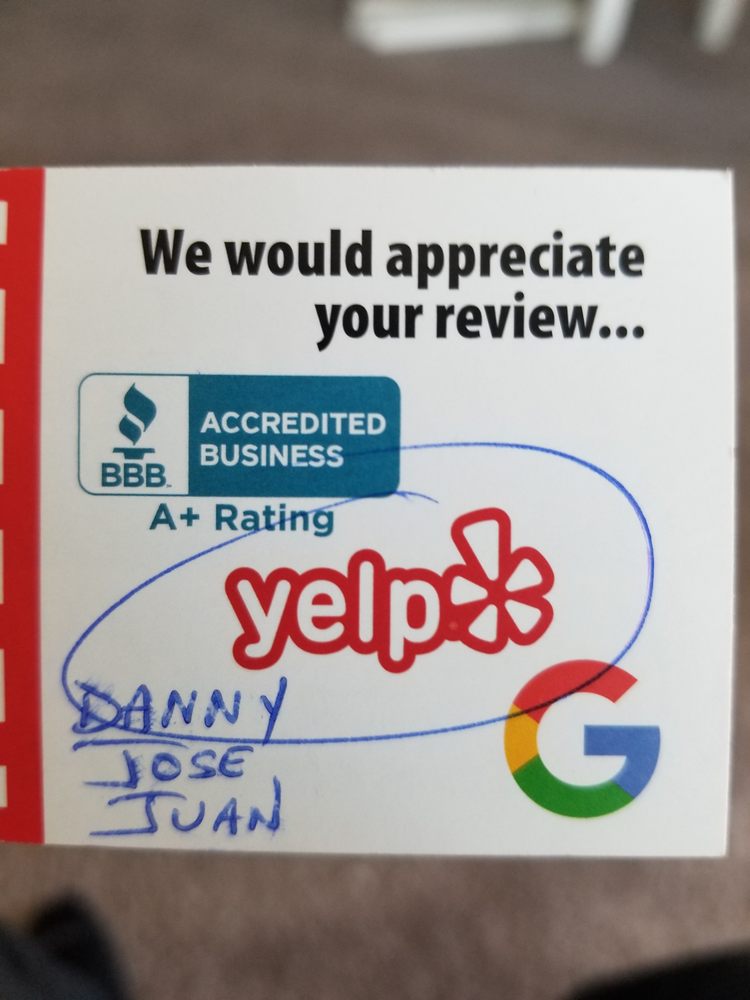 We would appreciate
your review...
ACCREDITED
BUSINESS
BBB
A+ Rating
yelp
DANNY
JOSE
JUAN
G